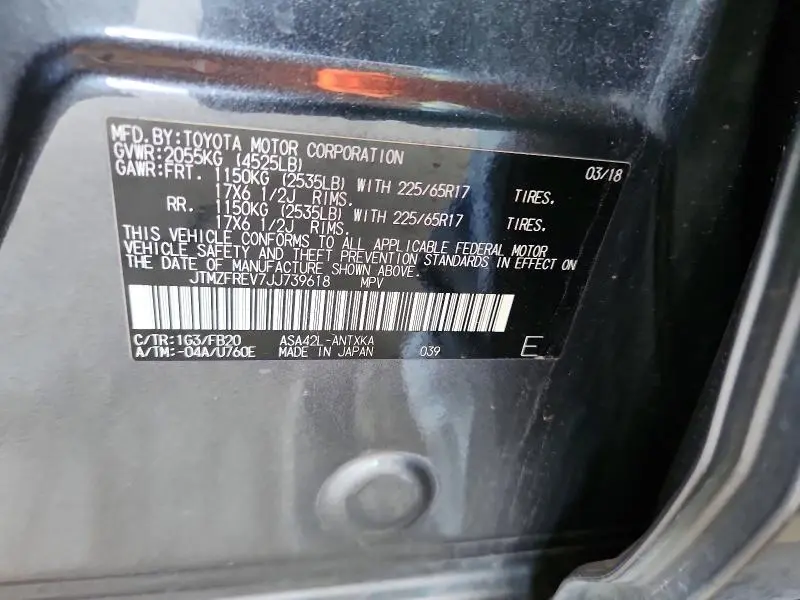 MFD.BY:TOYOTA MOTOR CORPORATION 03/18
GVWR:2055KG (4525LB)
GAWR:FRT. 1150KG (2535LB) WITH 225/65R17 TIRES.
17X6 1/2J RIMS.
RR. 1150KG (2535LB) WITH 225/65R17 TIRES.
17X6 1/2J RIMS.
THIS VEHICLE CONFORMS TO ALL APPLICABLE FEDERAL MOTOR
VEHICLE SAFETY AND THEFT PREVENTION STANDARDS IN EFFECT ON
THE DATE OF MANUFACTURE SHOWN ABOVE.
JTMZFREV7JJ739618 MPV
C/TR:1G3/FB20 ASA42L-ANTXKA
A/TM:-04A/U760E MADE IN JAPAN 039 E